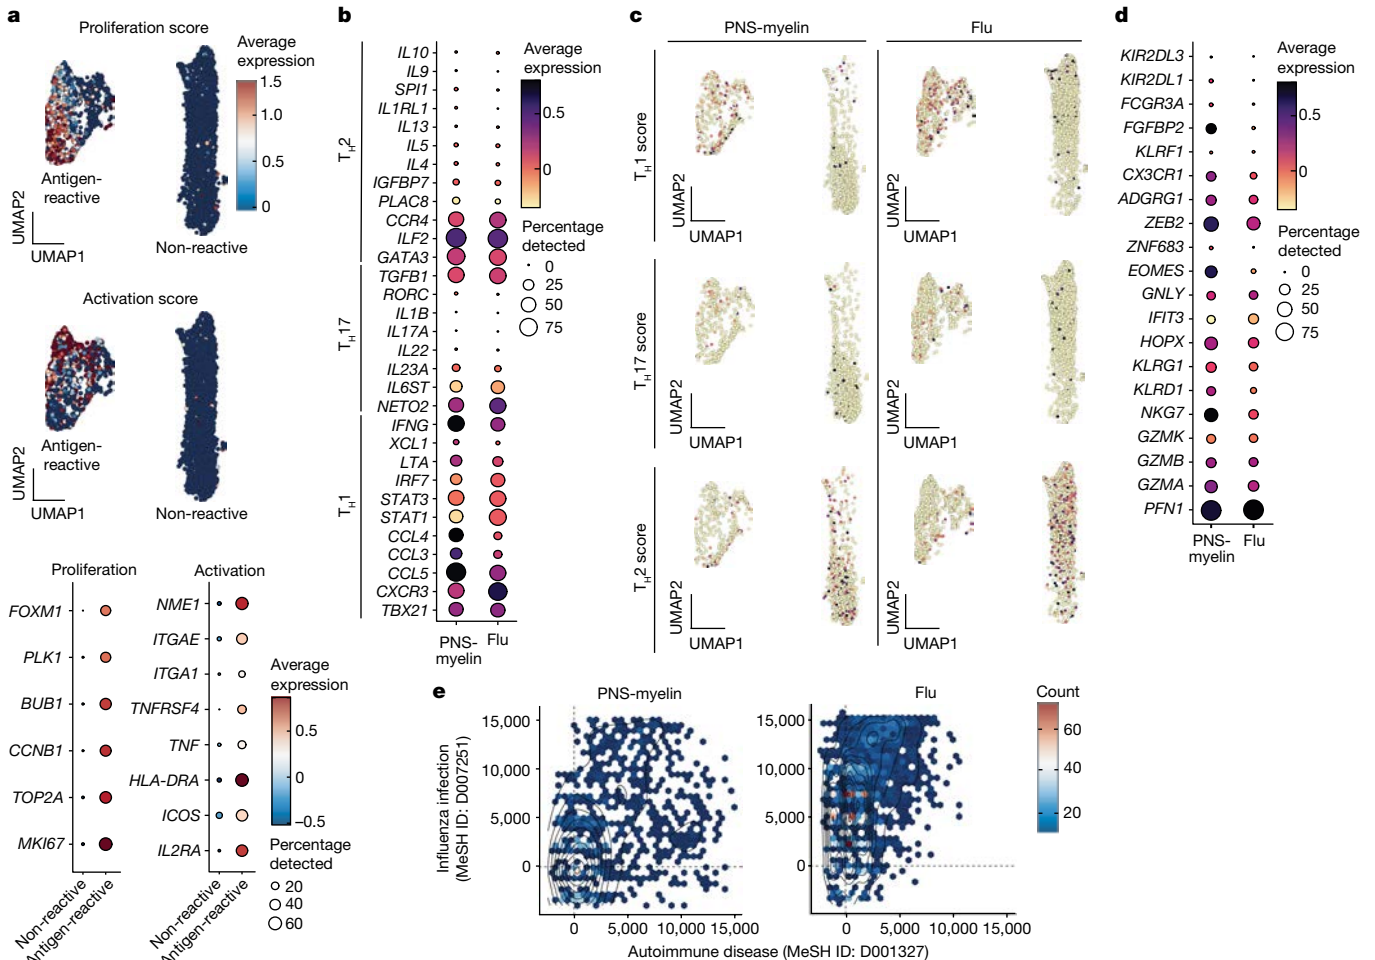 a
Proliferation score
Average
expression
1.5
1.0
0.5
0
Antigen-
reactive
UMAP2
UMAP1
Non-reactive
Activation score
Antigen-
reactive
UMAP2
UMAP1
Non-reactive
Proliferation
FOXM1
PLK1
BUB1
CCNB1
TOP2A
MKI67
Non-reactive
Antigen-reactive
Activation
NME1
ITGAE
ITGA1
TNFRSF4
TNF
HLA-DRA
ICOS
IL2RA
Non-reactive
Antigen-reactive
Average
expression
0.5
0
−0.5
Percentage
detected
20
40
60
b
TH2
IL10
IL9
SPI1
IL1RL1
IL13
IL5
IL4
IGFBP7
PLAC8
CCR4
ILF2
GATA3
TH17
TGFB1
RORC
IL1B
IL17A
IL22
IL23A
IL6ST
NETO2
TH1
IFNG
XCL1
LTA
IRF7
STAT3
STAT1
CCL4
CCL3
CCL5
CXCR3
TBX21
PNS-
myelin
Flu
Average
expression
0.5
0
Percentage
detected
0
25
50
75
c
PNS-myelin
Flu
TH1 score
UMAP2
UMAP1
UMAP2
UMAP1
TH17 score
UMAP2
UMAP1
UMAP2
UMAP1
TH2 score
UMAP2
UMAP1
UMAP2
UMAP1
d
KIR2DL3
KIR2DL1
FCGR3A
FGFBP2
KLRF1
CX3CR1
ADGRG1
ZEB2
ZNF683
EOMES
GNLY
IFIT3
HOPX
KLRG1
KLRD1
NKG7
GZMK
GZMB
GZMA
PFN1
PNS-
myelin
Flu
Average
expression
0.5
0
Percentage
detected
0
25
50
75
e
PNS-myelin
Flu
Influenza infection
(MeSH ID: D007251)
15,000
10,000
5,000
0
0
5,000
10,000
15,000
15,000
10,000
5,000
0
0
5,000
10,000
15,000
Autoimmune disease (MeSH ID: D001327)
Count
60
40
20